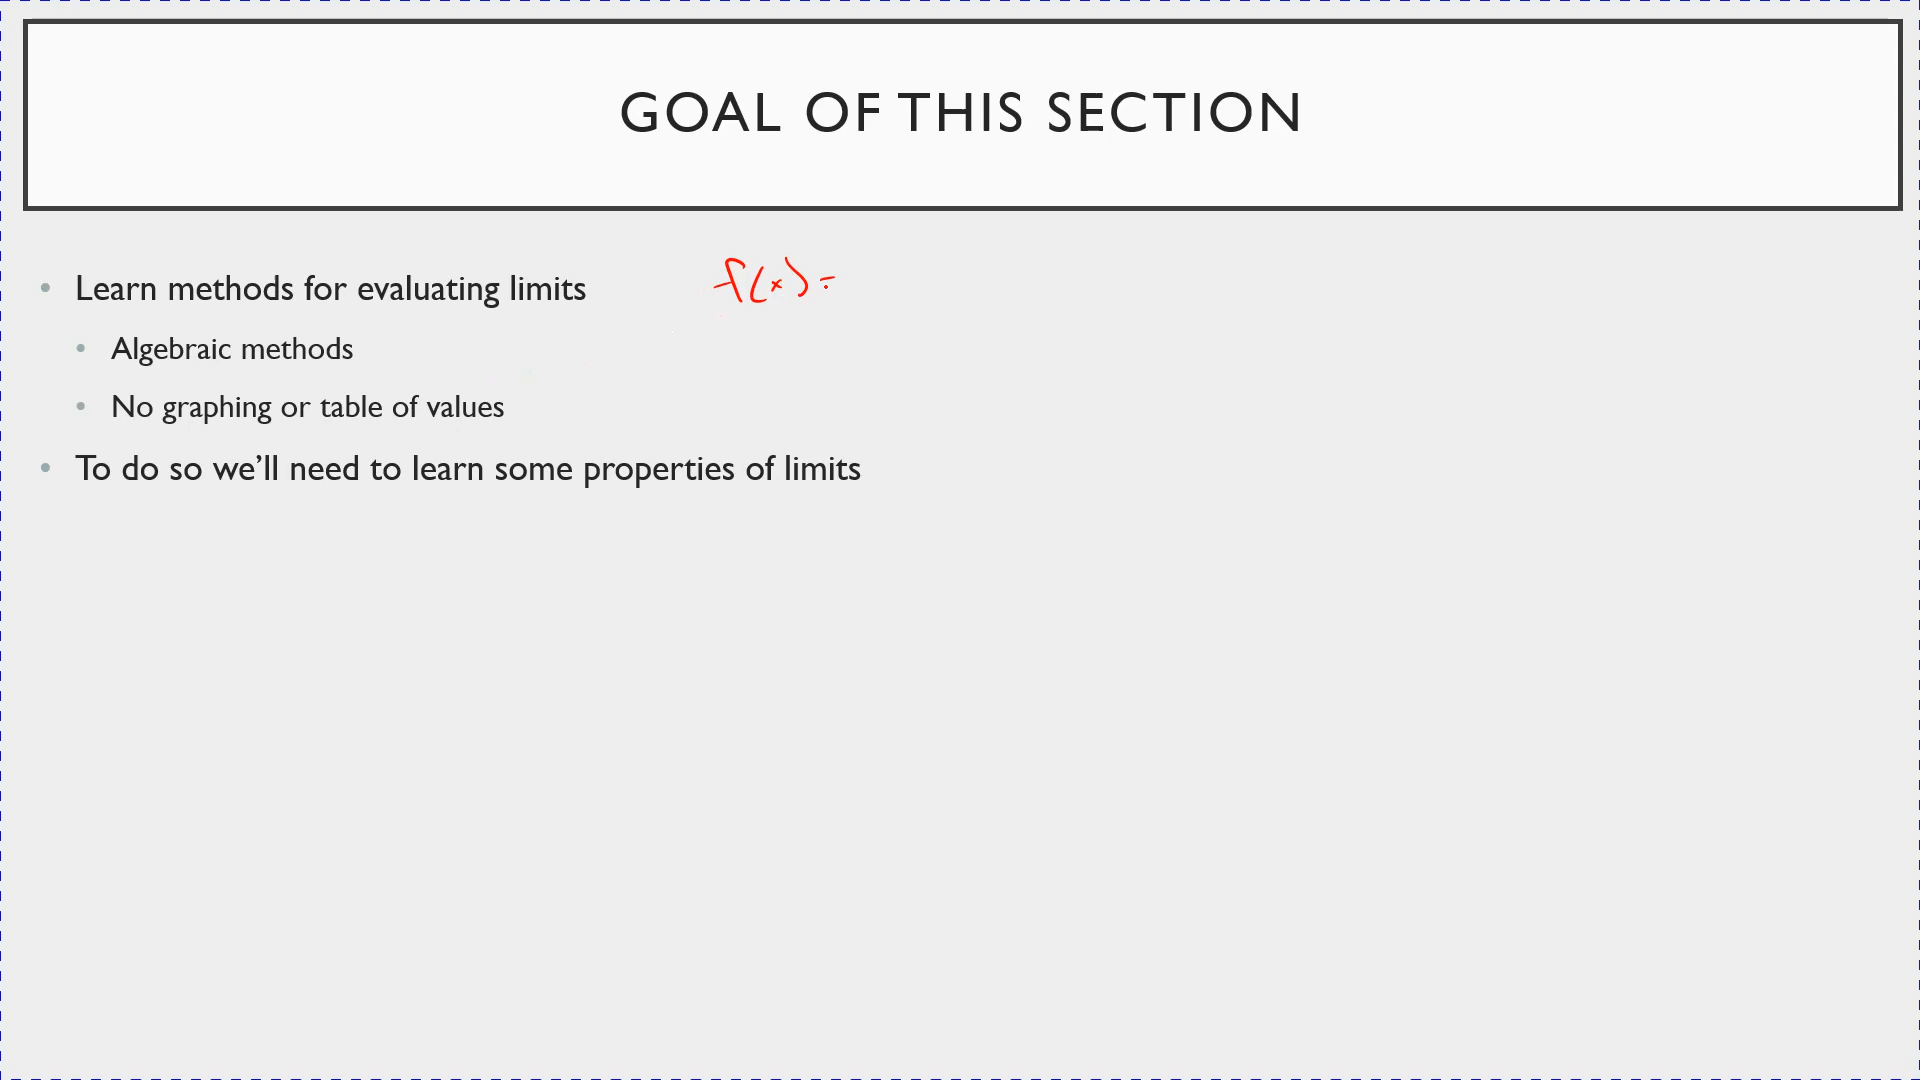 GOAL OF THIS SECTION
• Learn methods for evaluating limits f(x) =
• Algebraic methods
• No graphing or table of values
• To do so we’ll need to learn some properties of limits